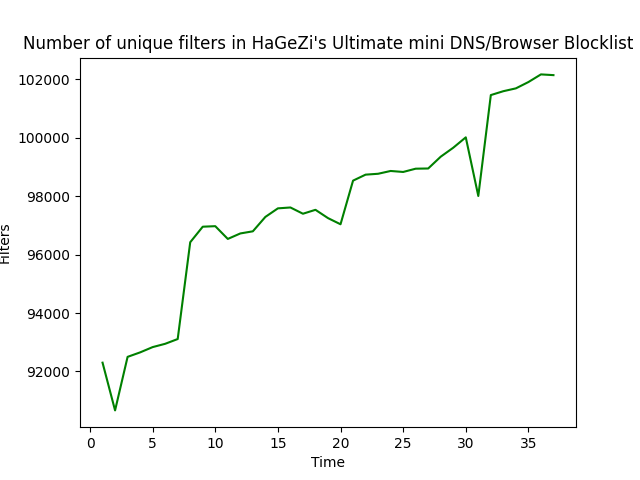 Number of unique filters in HaGeZi's Ultimate mini DNS/Browser Blocklist
102000
100000
98000
96000
94000
92000
Filters
0 5 10 15 20 25 30 35
Time